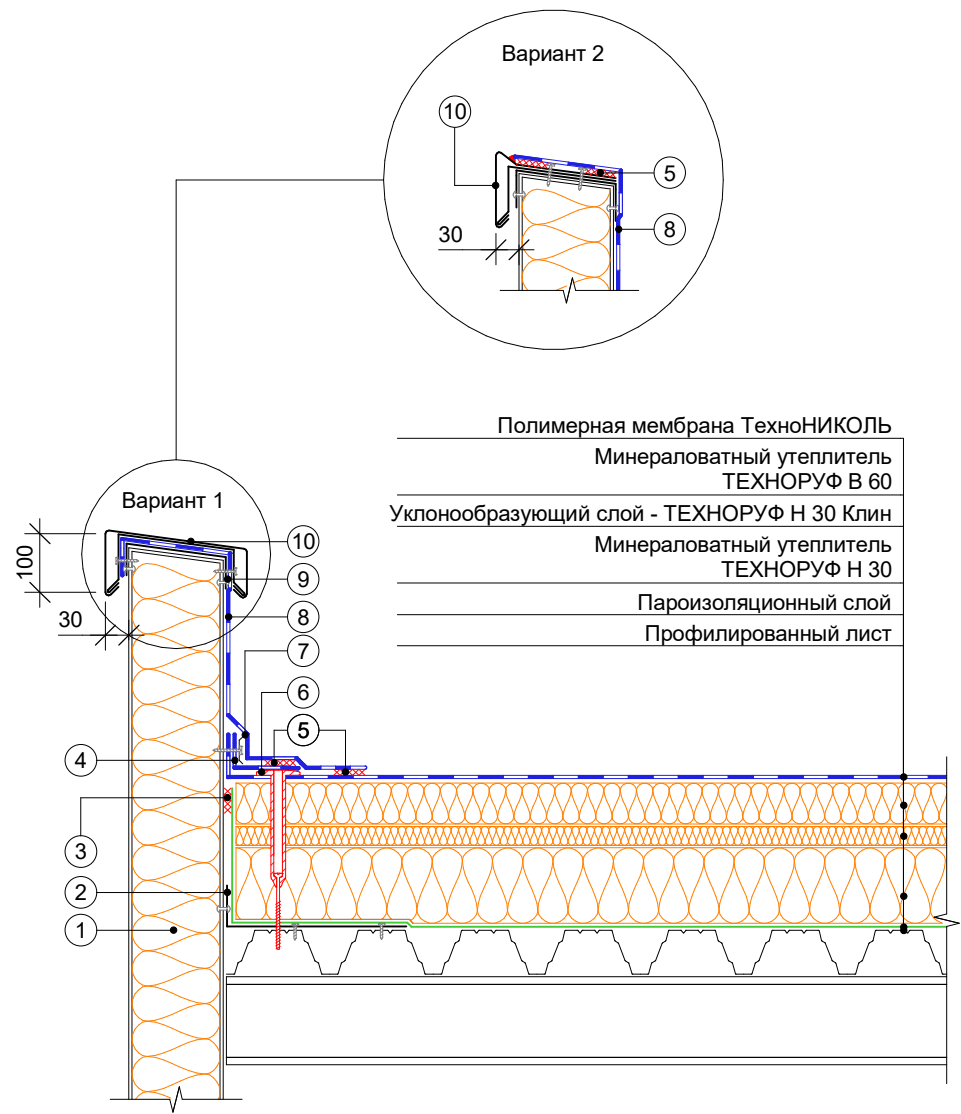 Вариант 2
10
5
8
30
Полимерная мембрана ТехноНИКОЛЬ
Минераловатный утеплитель
ТЕХНОРУФ В 60
Уклонообразующий слой - ТЕХНОРУФ Н 30 Клин
Минераловатный утеплитель
ТЕХНОРУФ Н 30
Пароизоляционный слой
Профилированный лист
Вариант 1
100
30
10
9
8
7
6
5
4
3
2
1